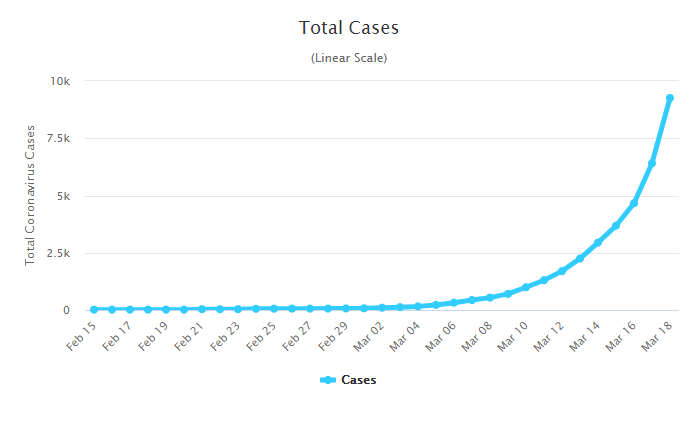 Total Cases
(Linear Scale)
Total Coronavirus Cases
10k
7.5k
5k
2.5k
0
Feb 15
Feb 17
Feb 19
Feb 21
Feb 23
Feb 25
Feb 27
Feb 29
Mar 02
Mar 04
Mar 06
Mar 08
Mar 10
Mar 12
Mar 14
Mar 16
Mar 18
Cases